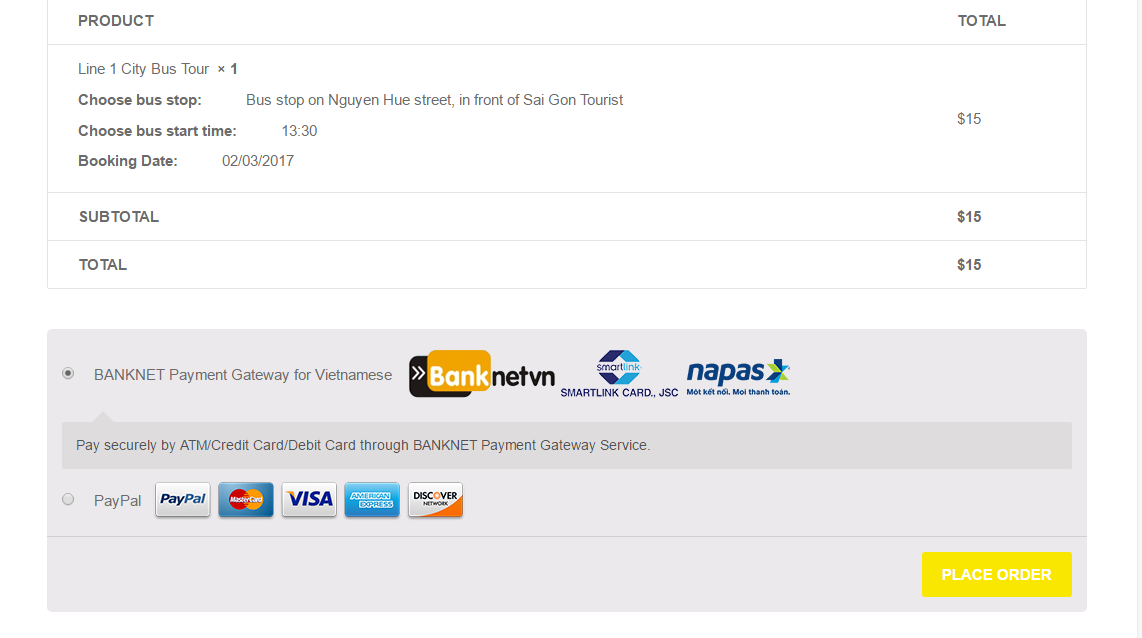 PRODUCT TOTAL
Line 1 City Bus Tour × 1
Choose bus stop: Bus stop on Nguyen Hue street, in front of Sai Gon Tourist
Choose bus start time: 13:30
$15
Booking Date: 02/03/2017
SUBTOTAL $15
TOTAL $15
BANKNET Payment Gateway for Vietnamese Banknetvn smartlink SMARTLINK CARD., JSC napas Một kết nối. Mọi thanh toán.
Pay securely by ATM/Credit Card/Debit Card through BANKNET Payment Gateway Service.
PayPal PayPal MasterCard VISA AMERICAN EXPRESS DISCOVER NETWORK
PLACE ORDER